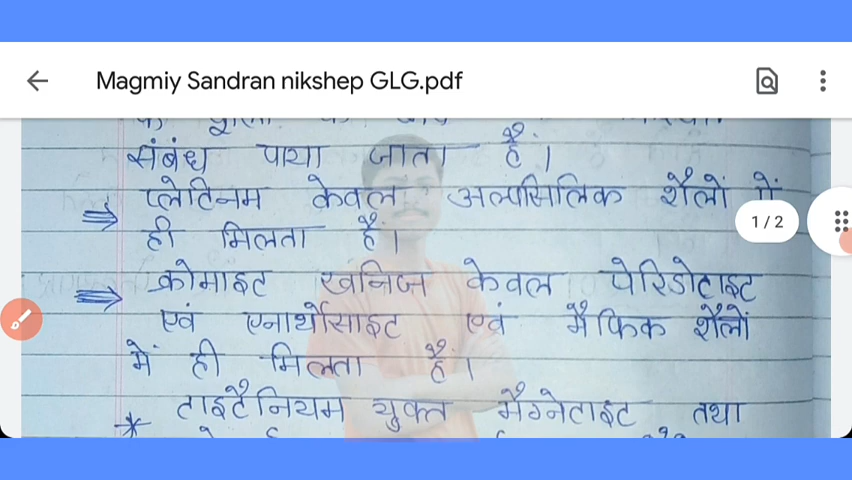 Magmiy Sandran nikshep GLG.pdf
संबंध पाया जाता है।
⇒ प्लेटिनम केवल अल्पसिलिक शैलों में
1 / 2
ही मिलता है।
⇒ क्रोमाइट खनिज केवल पेरिडोटाइट
एवं एनार्थोसाइट एवं मैफिक शैलों
में ही मिलता है।
* टाइटैनियम युक्त मैग्नेटाइट तथा